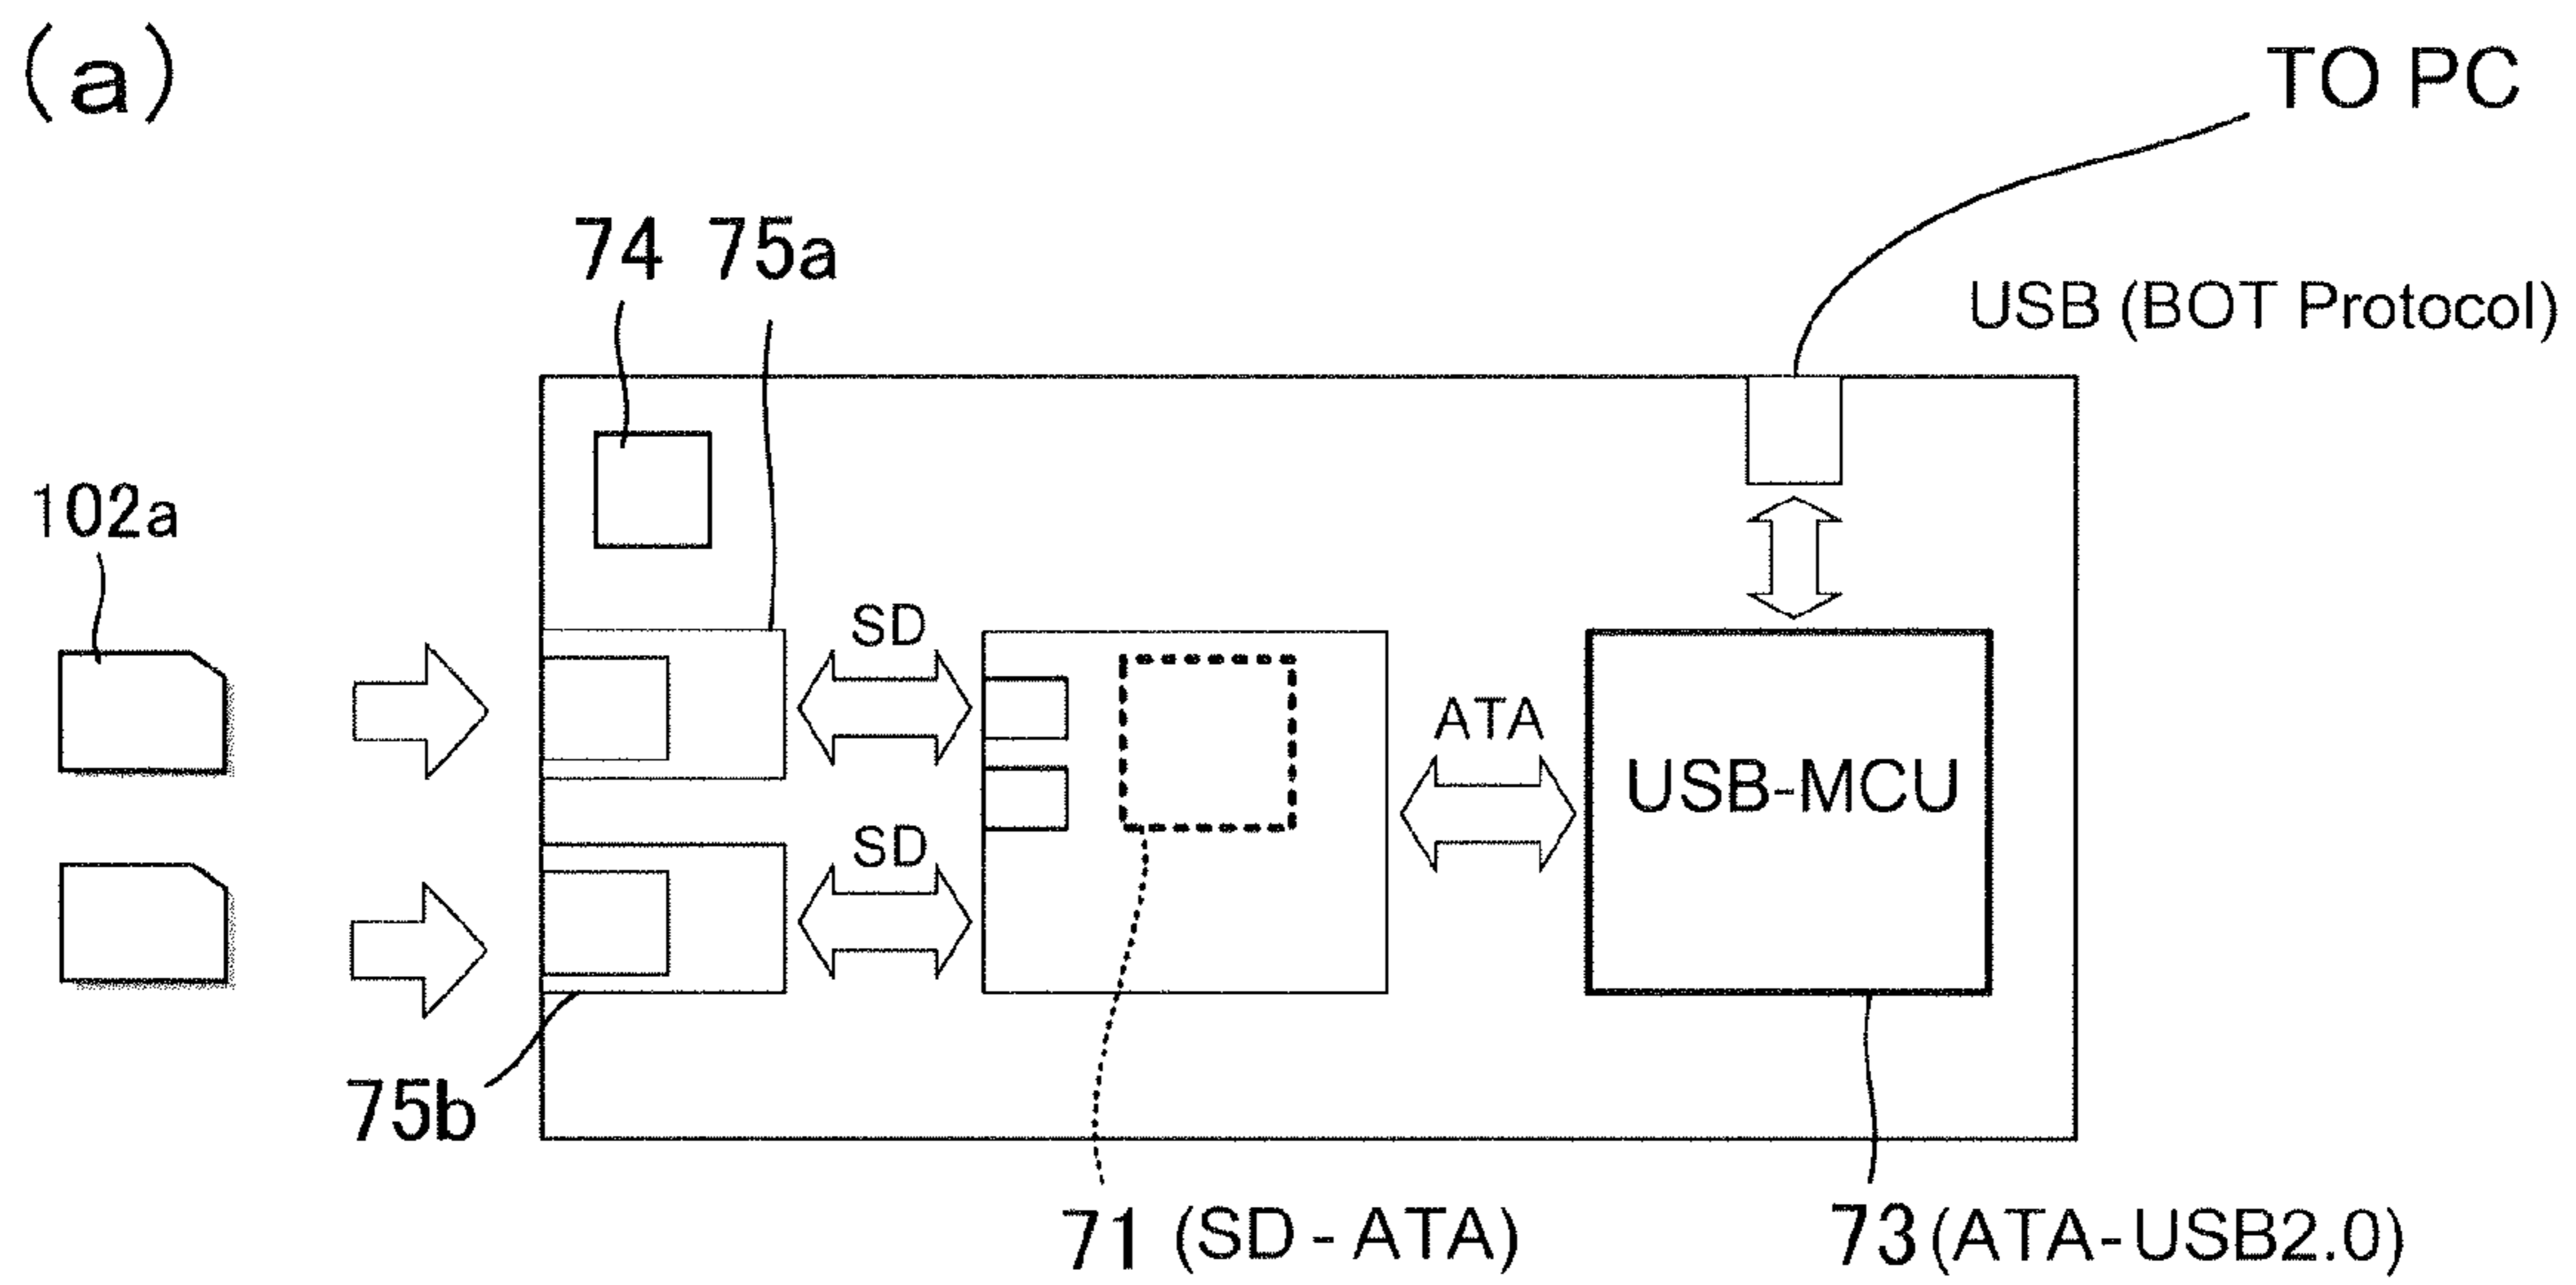 (a)
TO PC
74 75a
USB (BOT Protocol)
102a
SD
ATA
USB-MCU
SD
75b
71 (SD-ATA)
73 (ATA-USB2.0)